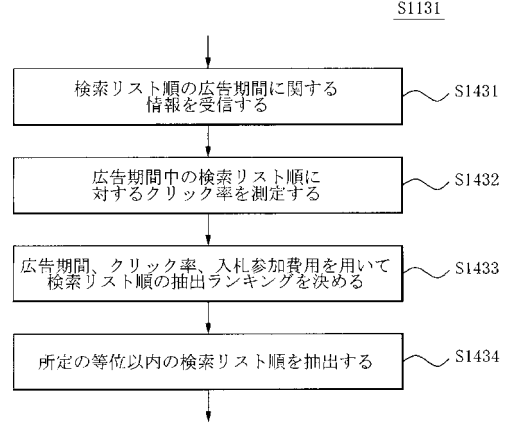 S1131
検索リスト順の広告期間に関する
情報を受信する
S1431
広告期間中の検索リスト順に
対するクリック率を測定する
S1432
広告期間、クリック率、入札参加費用を用いて
検索リスト順の抽出ランキングを決める
S1433
所定の等位以内の検索リスト順を抽出する
S1434